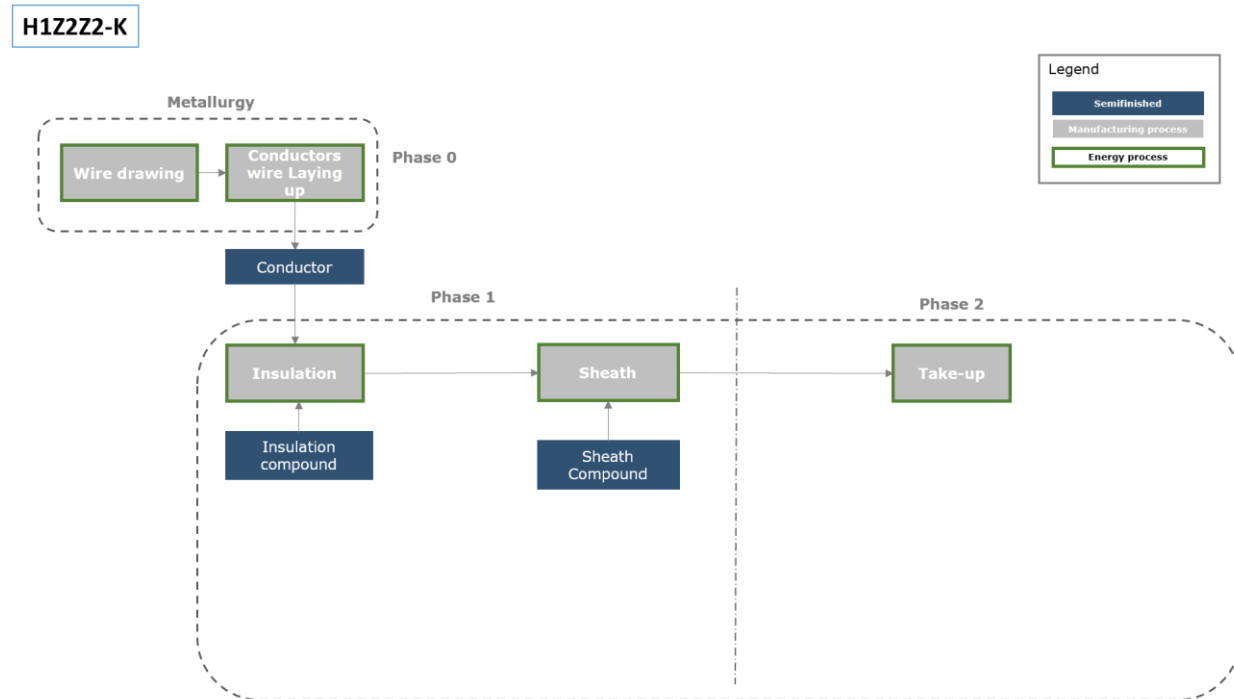 H1Z2Z2-K
Legend
Semifinished
Manufacturing process
Energy process
Metallurgy
Phase 0
Wire drawing
Conductors
wire Laying
up
Conductor
Phase 1
Phase 2
Insulation
Sheath
Take-up
Insulation
compound
Sheath
Compound